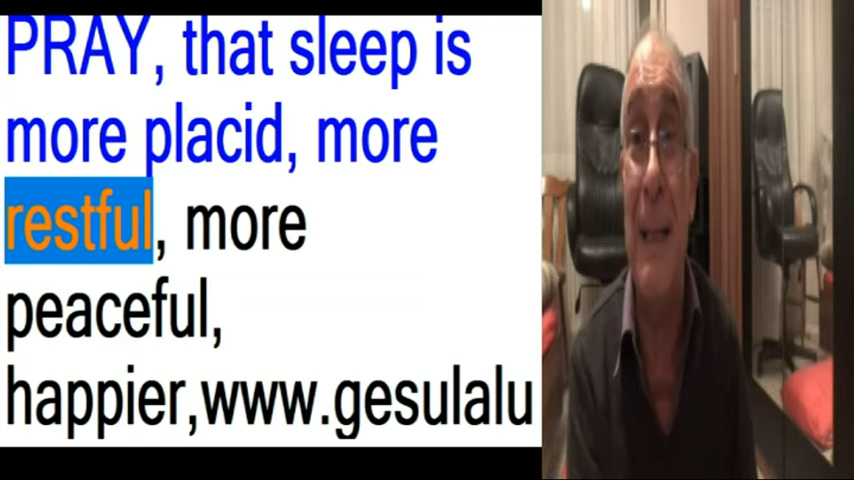 PRAY, that sleep is
more placid, more
restful, more
peaceful,
happier,www.gesulalu